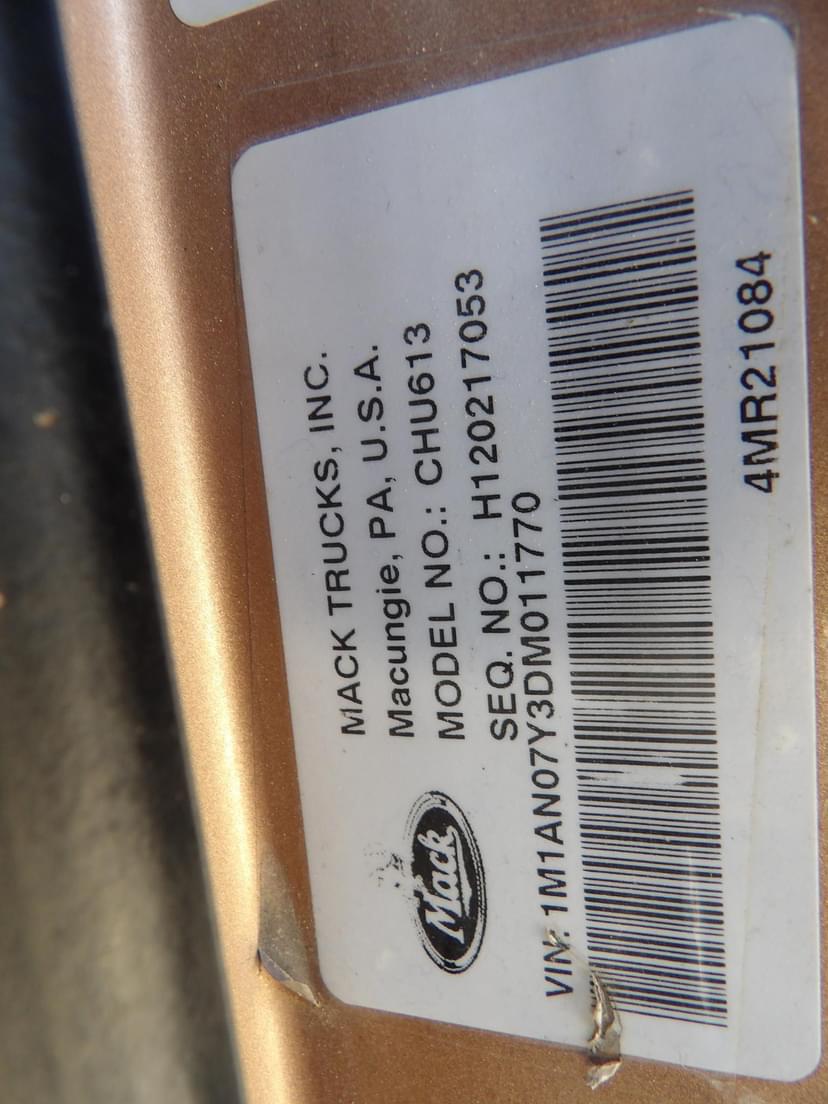 MACK TRUCKS, INC.
Macungie, PA, U.S.A.
MODEL NO.: CHU613
SEQ. NO.: H120217053
Mack
VIN: 1M1AN07Y3DM011770
4MR21084